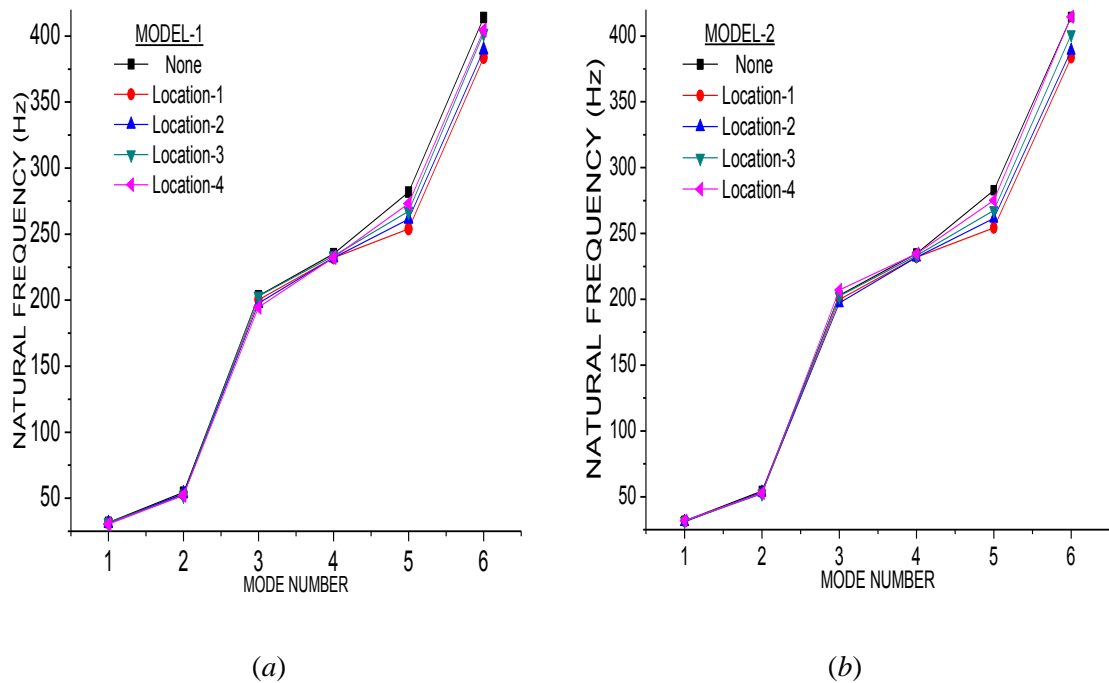 MODEL-1
None
Location-1
Location-2
Location-3
Location-4
NATURAL FREQUENCY (Hz)
400
350
300
250
200
150
100
50
1 2 3 4 5 6
MODE NUMBER
(a)
MODEL-2
None
Location-1
Location-2
Location-3
Location-4
NATURAL FREQUENCY (Hz)
400
350
300
250
200
150
100
50
1 2 3 4 5 6
MODE NUMBER
(b)